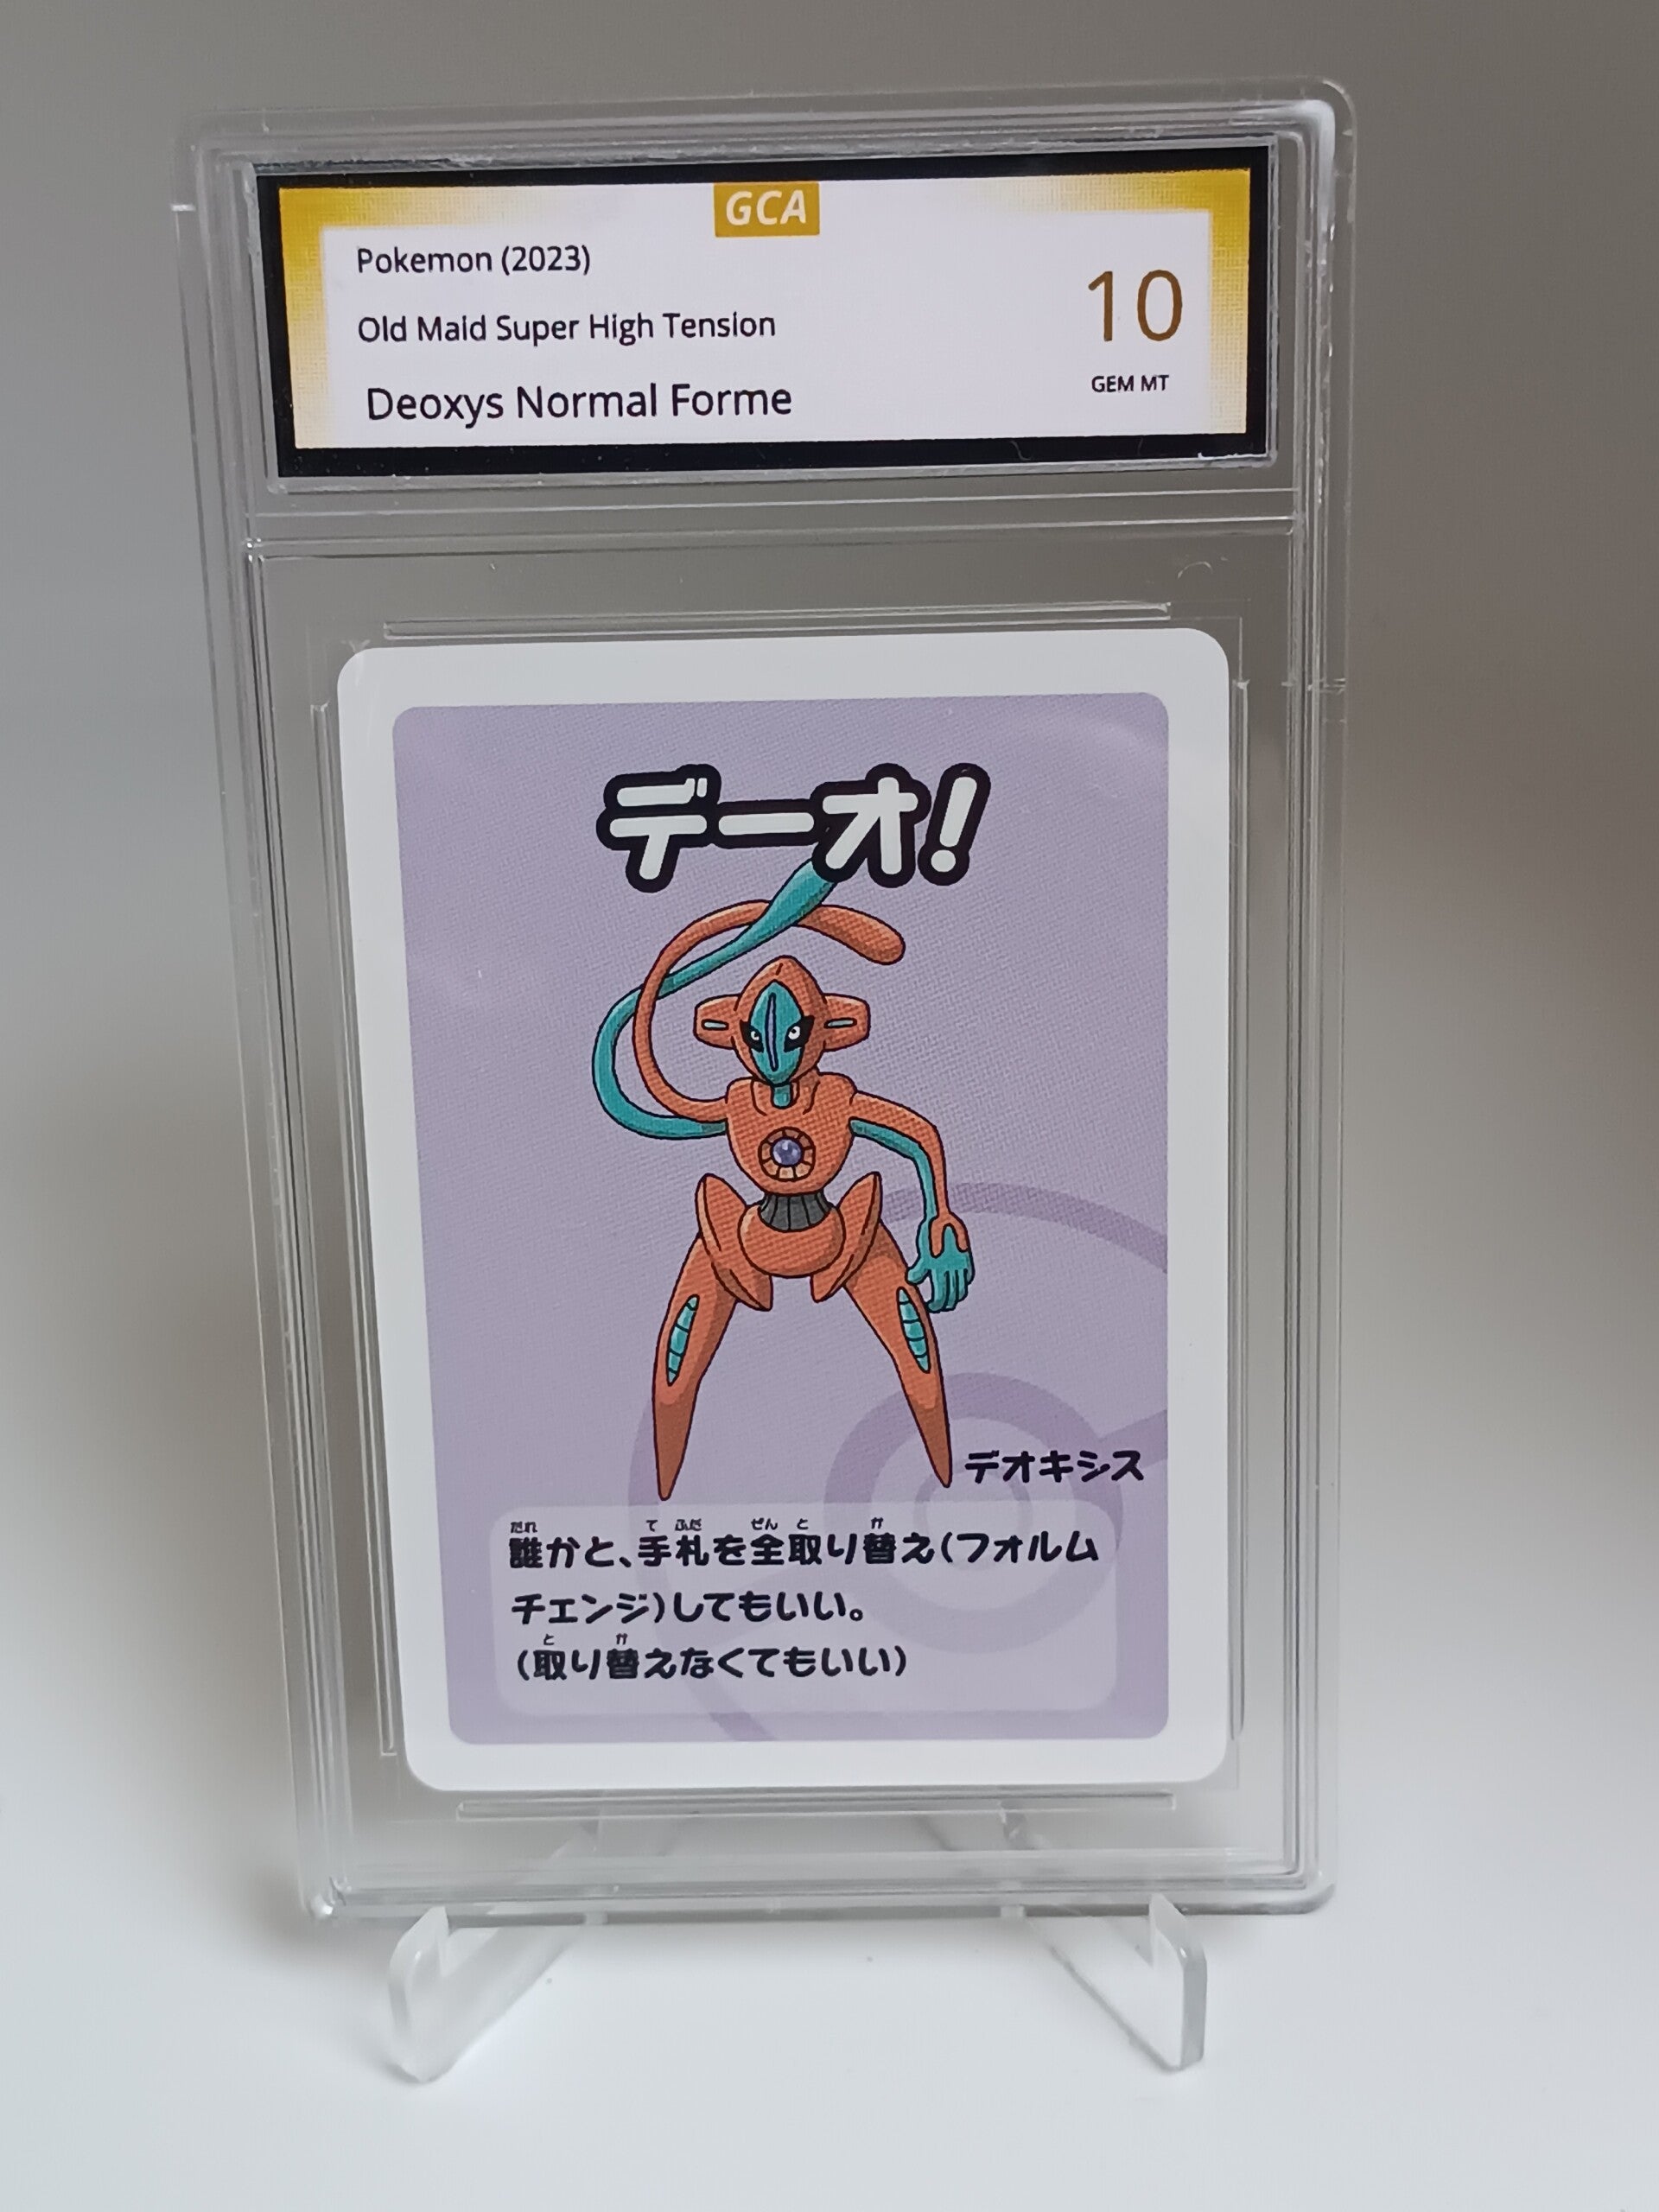 GCA
Pokemon (2023)
Old Maid Super High Tension
Deoxys Normal Forme
10
GEM MT
デーオ!
デオキシス
だれ て ふだ ぜん と か
誰かと、手札を全取り替え(フォルム
チェンジ)してもいい。
と か
(取り替えなくてもいい)